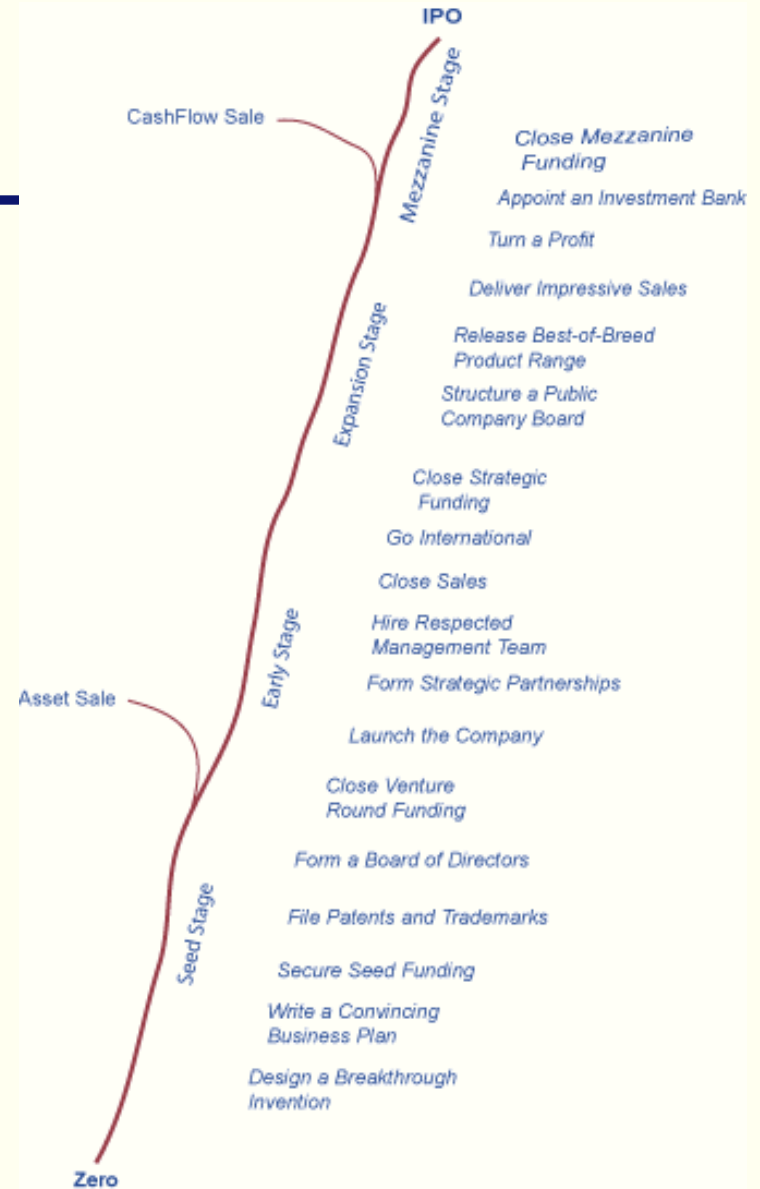 IPO
Mezzanine Stage
CashFlow Sale
Close Mezzanine
Funding
Appoint an Investment Bank
Turn a Profit
Deliver Impressive Sales
Expansion Stage
Release Best-of-Breed
Product Range
Structure a Public
Company Board
Close Strategic
Funding
Go International
Close Sales
Early Stage
Hire Respected
Management Team
Form Strategic Partnerships
Asset Sale
Launch the Company
Close Venture
Round Funding
Form a Board of Directors
Seed Stage
File Patents and Trademarks
Secure Seed Funding
Write a Convincing
Business Plan
Design a Breakthrough
Invention
Zero